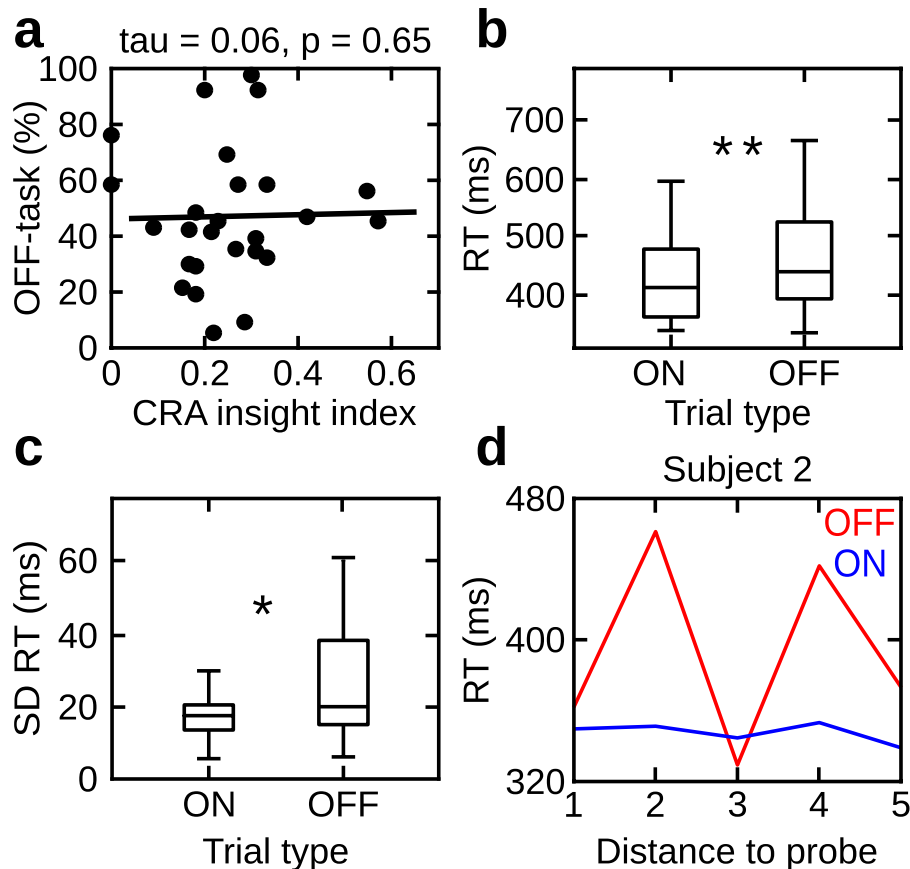 a
tau = 0.06, p = 0.65
OFF-task (%)
100
80
60
40
20
0
0 0.2 0.4 0.6
CRA insight index
b
RT (ms)
700
600
500
400
**
ON OFF
Trial type
c
SD RT (ms)
60
40
20
0
*
ON OFF
Trial type
d
Subject 2
RT (ms)
480
400
320
OFF
ON
1 2 3 4 5
Distance to probe